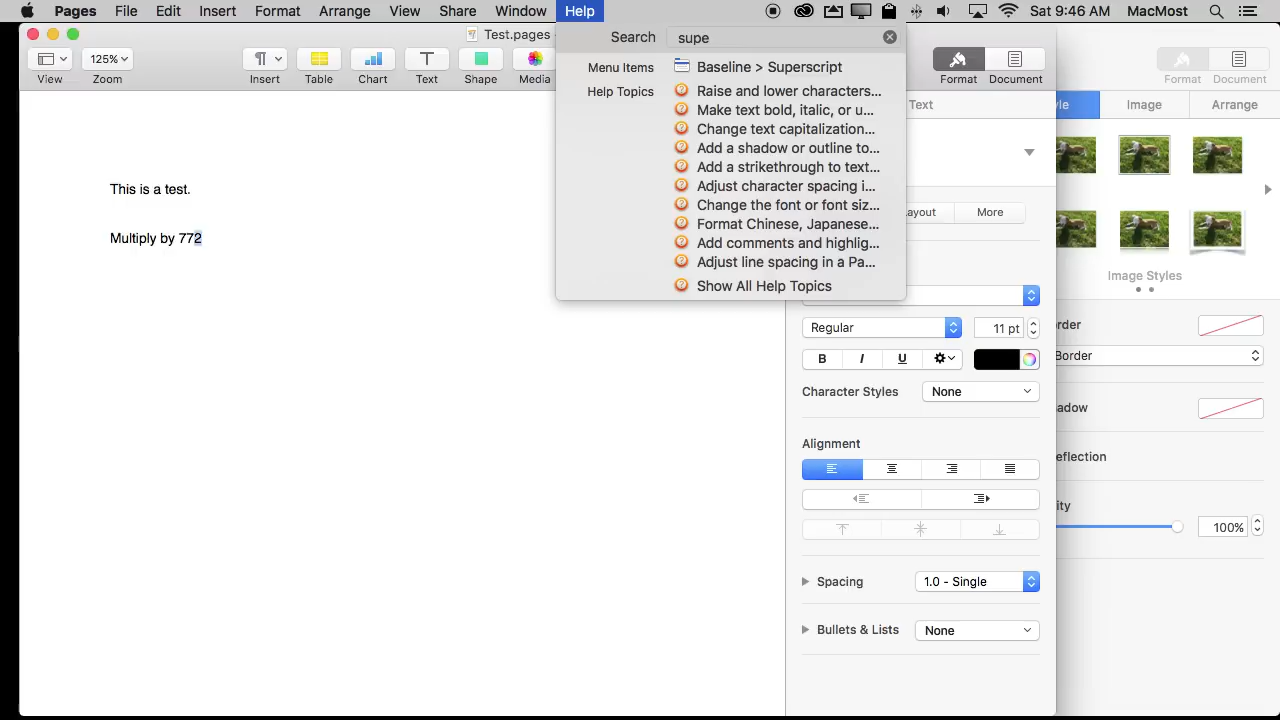 Pages File Edit Insert Format Arrange View Share Window Help Sat 9:46 AM MacMost
Test.pages
125%
View Zoom Insert Table Chart Text Shape Media Format Document Format Document
Search supe
Menu Items Baseline > Superscript
Help Topics Raise and lower characters...
Make text bold, italic, or u...
Change text capitalization...
Add a shadow or outline to...
Add a strikethrough to text...
Adjust character spacing i...
Change the font or font siz...
Format Chinese, Japanese...
Add comments and highlig...
Adjust line spacing in a Pa...
Show All Help Topics
This is a test.
Multiply by 772
Text
ayout More
Regular 11 pt
B I U
Character Styles None
Alignment
Spacing 1.0 - Single
Bullets & Lists None
yle Image Arrange
Image Styles
rder
Border
adow
eflection
ity
100%